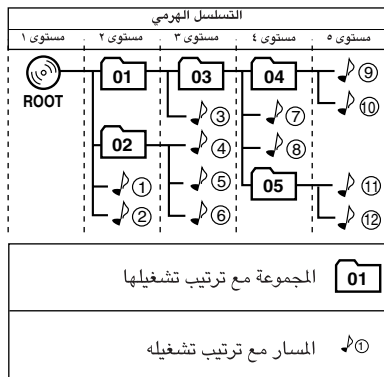 التسلسل الهرمي
مستوى ١ مستوى ٢ مستوى ٣ مستوى ٤ مستوى ٥
ROOT 01 03 04 ⑨
⑩
③ ⑦
02 ④ ⑧
① ⑤ 05 ⑪
② ⑥ ⑫
01 المجموعة مع ترتيب تشغيلها
① المسار مع ترتيب تشغيله